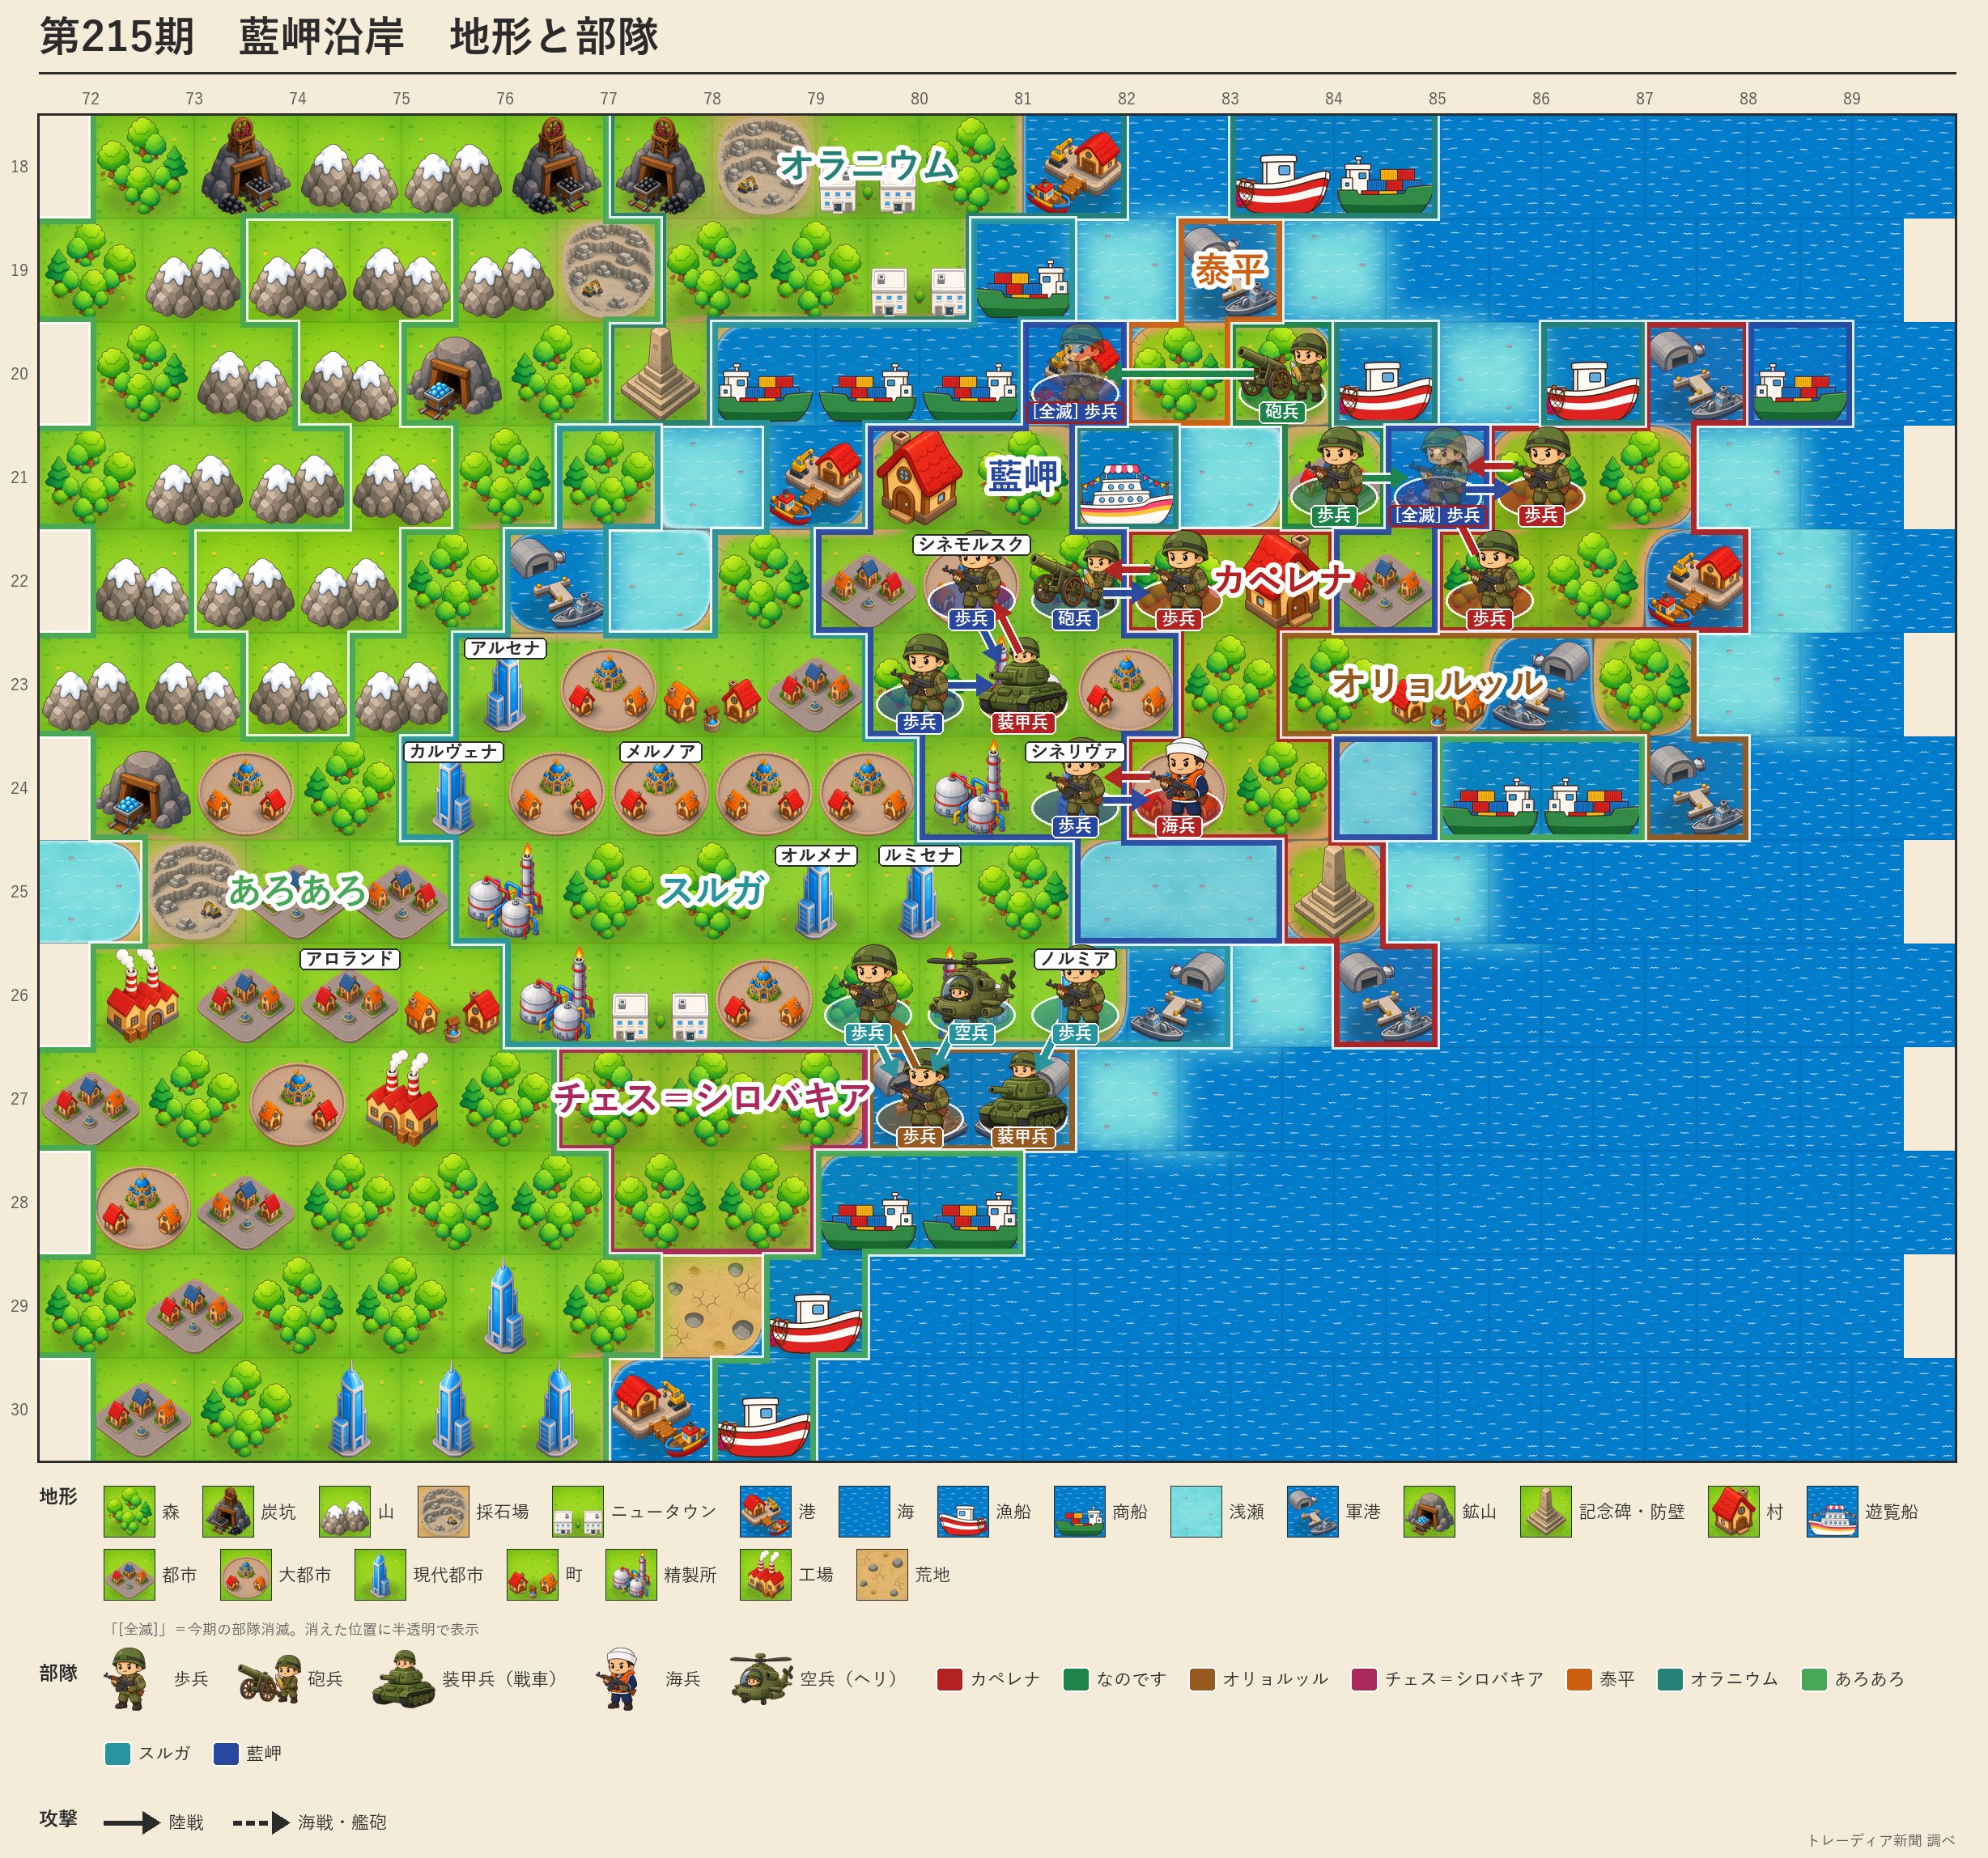 第215期　藍岬沿岸　地形と部隊
72 73 74 75 76 77 78 79 80 81 82 83 84 85 86 87 88 89
18
オラニウム
19
泰平
20
[全滅] 歩兵
砲兵
21
藍岬
歩兵
[全滅] 歩兵
歩兵
22
シネモルスク
カペレナ
歩兵
砲兵
歩兵
歩兵
23
アルセナ
オリョルッル
歩兵
装甲兵
24
カルヴェナ
メルノア
シネリヴァ
歩兵
海兵
25
あろあろ
スルガ
オルメナ
ルミセナ
26
アロランド
ノルミア
歩兵
空兵
歩兵
27
チェス＝シロバキア
歩兵
装甲兵
28
29
30
地形
森 炭坑 山 採石場 ニュータウン 港 海 漁船 商船 浅瀬 軍港 鉱山 記念碑・防壁 村 遊覧船
都市 大都市 現代都市 町 精製所 工場 荒地
「[全滅]」＝今期の部隊消滅。消えた位置に半透明で表示
部隊 歩兵 砲兵 装甲兵（戦車） 海兵 空兵（ヘリ） カペレナ なのです オリョルッル チェス＝シロバキア 泰平 オラニウム あろあろ
スルガ 藍岬
攻撃 陸戦 海戦・艦砲
トレーディア新聞 調べ